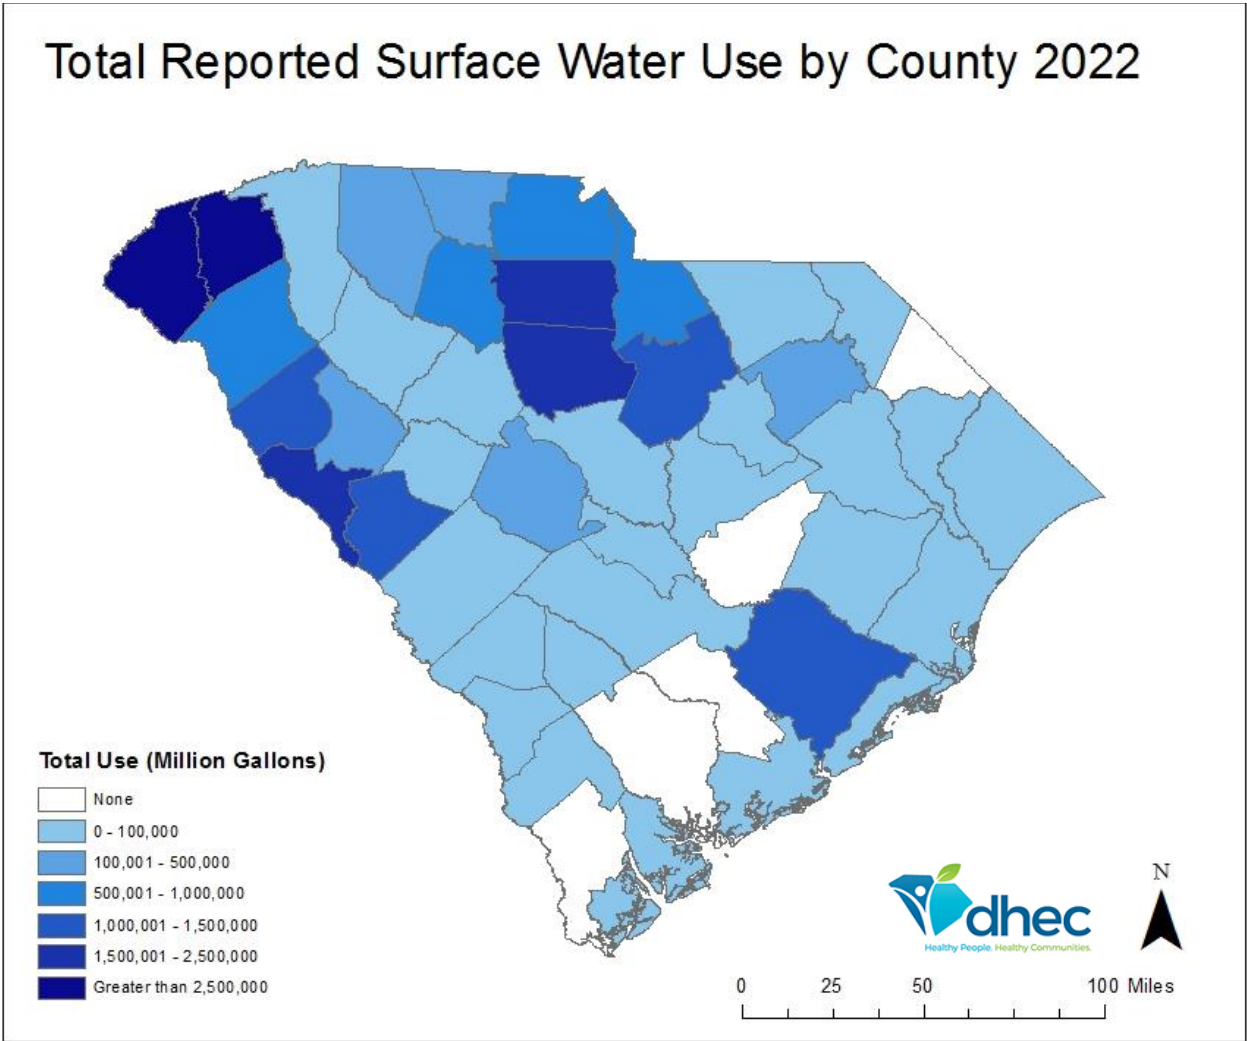 Total Reported Surface Water Use by County 2022
Total Use (Million Gallons)
None
0 - 100,000
100,001 - 500,000
500,001 - 1,000,000
1,000,001 - 1,500,000
1,500,001 - 2,500,000
Greater than 2,500,000
dhec
Healthy People. Healthy Communities.
N
0 25 50 100 Miles